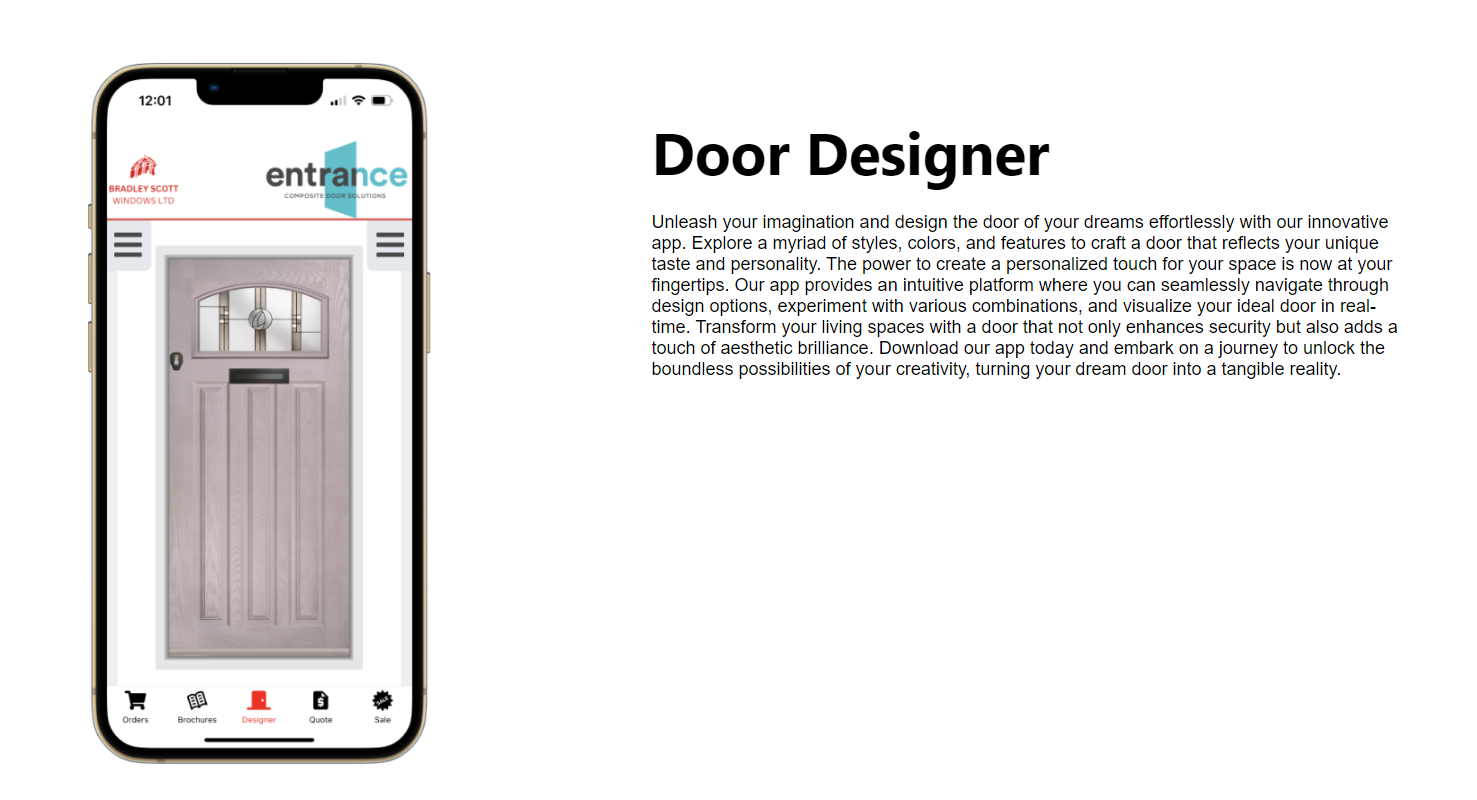 12:01
BRADLEY SCOTT
WINDOWS LTD
entrance
COMPOSITE DOOR SOLUTIONS
Orders
Brochures
Designer
Quote
Sale
Door Designer
Unleash your imagination and design the door of your dreams effortlessly with our innovative
app. Explore a myriad of styles, colors, and features to craft a door that reflects your unique
taste and personality. The power to create a personalized touch for your space is now at your
fingertips. Our app provides an intuitive platform where you can seamlessly navigate through
design options, experiment with various combinations, and visualize your ideal door in real-
time. Transform your living spaces with a door that not only enhances security but also adds a
touch of aesthetic brilliance. Download our app today and embark on a journey to unlock the
boundless possibilities of your creativity, turning your dream door into a tangible reality.